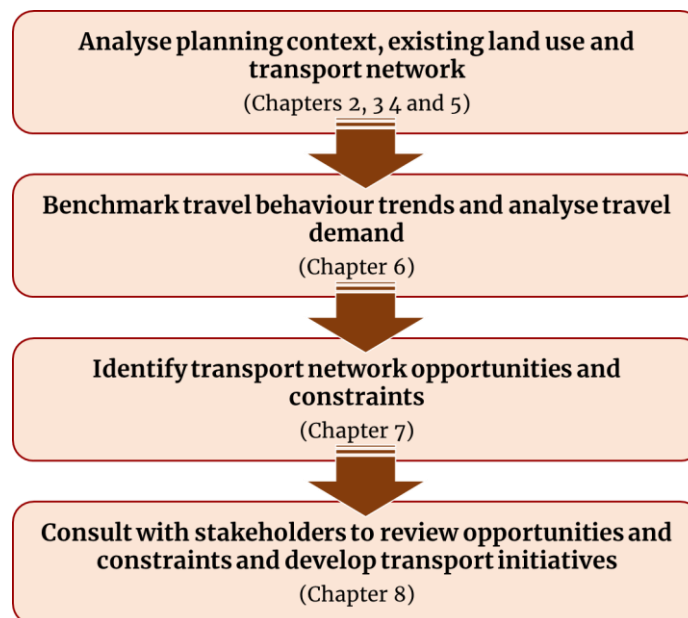 Analyse planning context, existing land use and
transport network
(Chapters 2, 3 4 and 5)
Benchmark travel behaviour trends and analyse travel
demand
(Chapter 6)
Identify transport network opportunities and
constraints
(Chapter 7)
Consult with stakeholders to review opportunities and
constraints and develop transport initiatives
(Chapter 8)